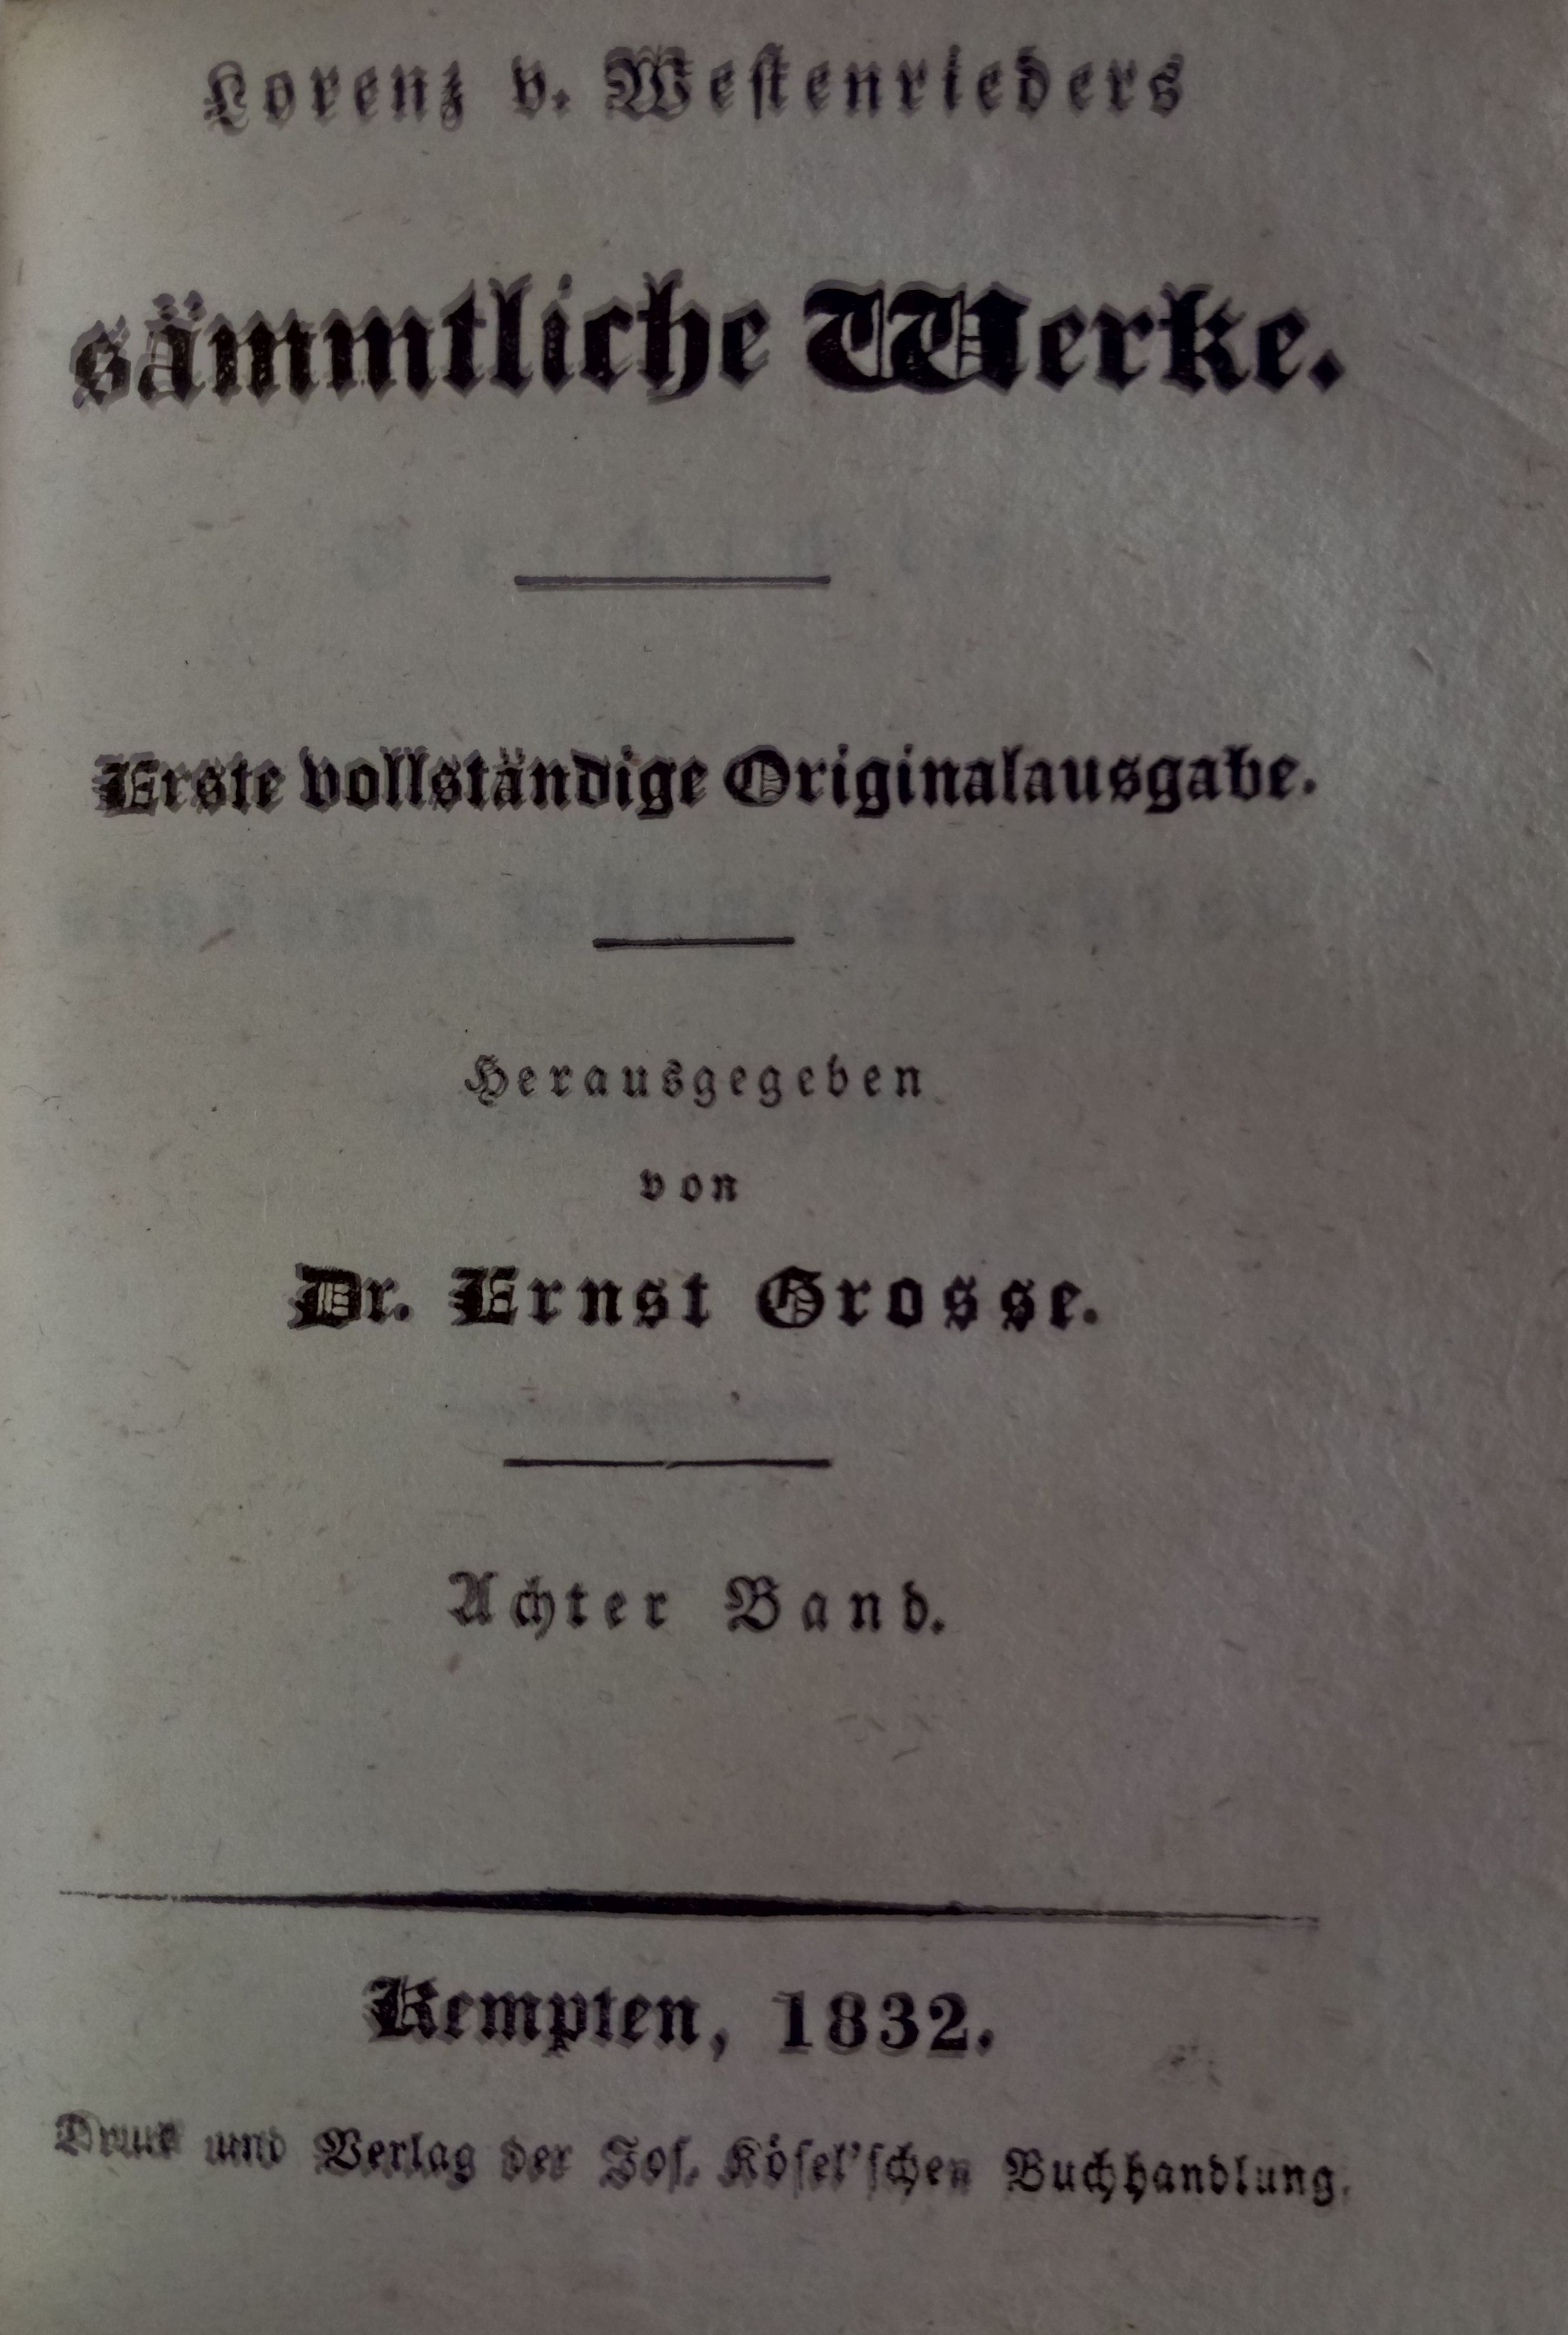 Lorenz v. Westenrieders
sämmtliche Werke.
Erste vollständige Originalausgabe.
Herausgegeben
von
Dr. Ernst Grosse.
Achter Band.
Kempten, 1832.
Druck und Verlag der Jos. Kösel'schen Buchhandlung.